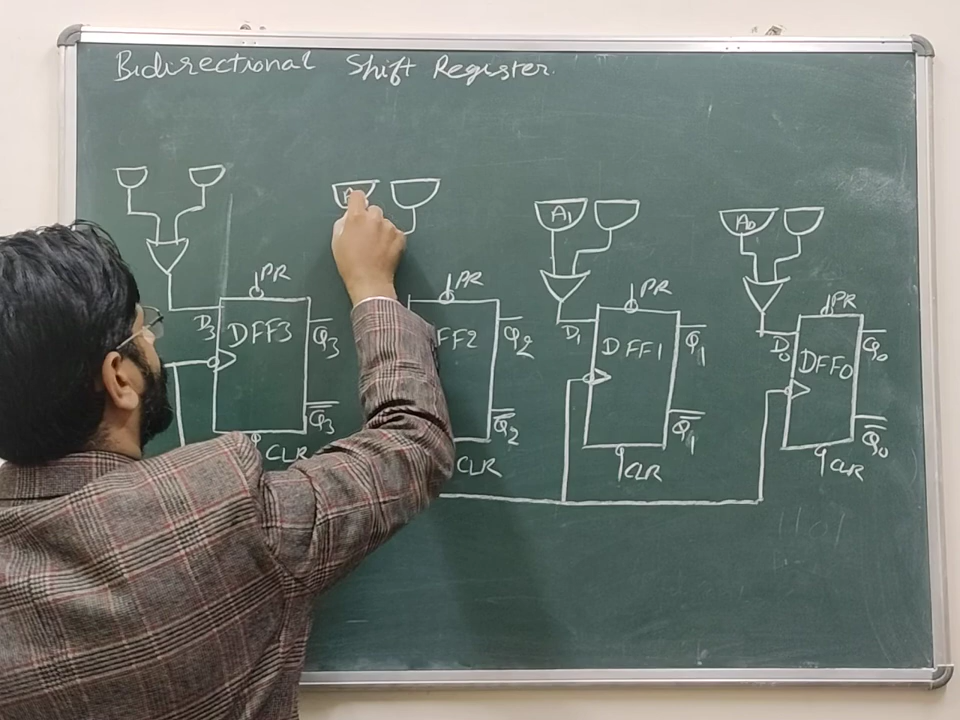 Bidirectional Shift Register.
A
A1
A0
PR
PR
PR
PR
D3 DFF3 Q3
FF2 Q2
D1 DFF1 Q1
D0 DFF0 Q0
Q̅3
Q̅2
Q̅1
Q̅0
CLR
CLR
CLR
CLR
1101